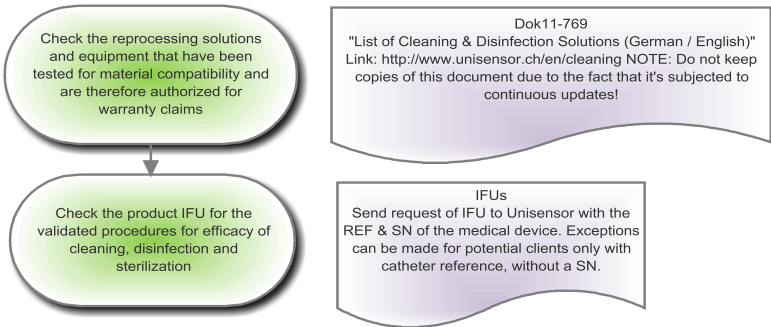 Check the reprocessing solutions
and equipment that have been
tested for material compatibility and
are therefore authorized for
warranty claims
Dok11-769
"List of Cleaning & Disinfection Solutions (German / English)"
Link: http://www.unisensor.ch/en/cleaning NOTE: Do not keep
copies of this document due to the fact that it's subjected to
continuous updates!
Check the product IFU for the
validated procedures for efficacy of
cleaning, disinfection and
sterilization
IFUs
Send request of IFU to Unisensor with the
REF & SN of the medical device. Exceptions
can be made for potential clients only with
catheter reference, without a SN.